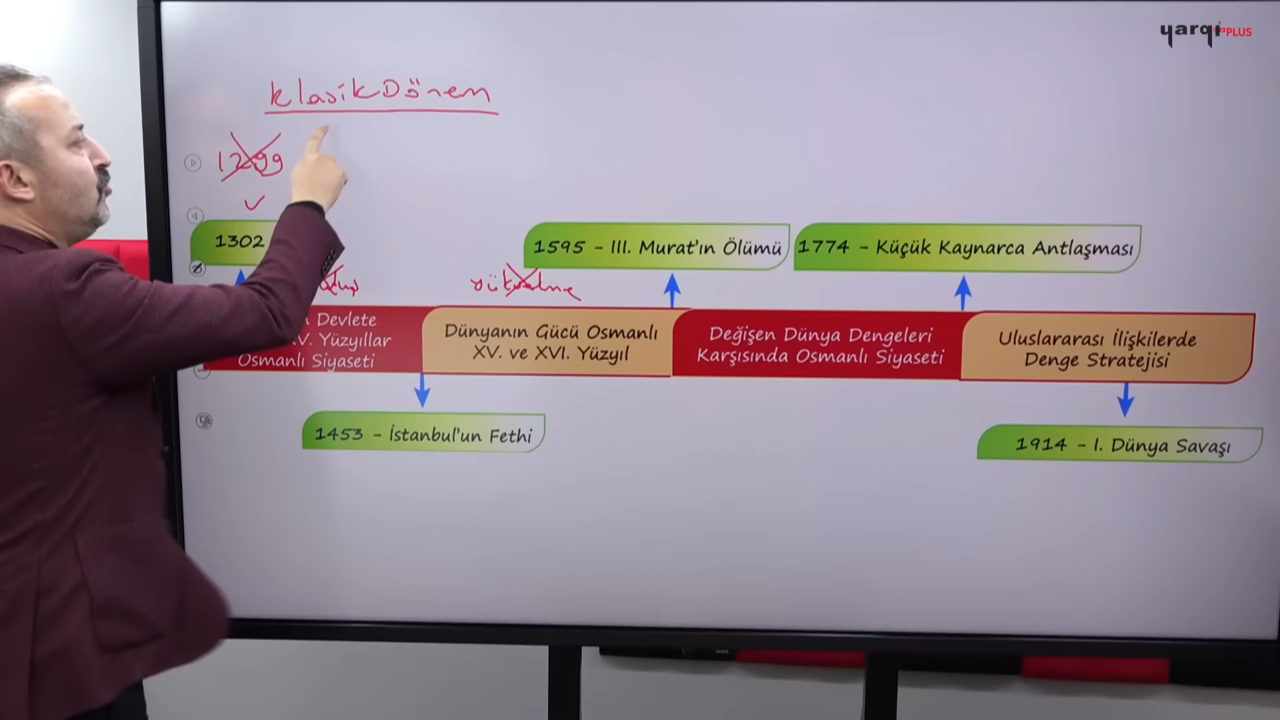 yargı PLUS
Klasik Dönem
1299
1302
1595 - III. Murat'ın Ölümü
1774 - Küçük Kaynarca Antlaşması
yükselme
Devlete
XV. Yüzyıllar
Osmanlı Siyaseti
Dünyanın Gücü Osmanlı
XV. ve XVI. Yüzyıl
Değişen Dünya Dengeleri
Karşısında Osmanlı Siyaseti
Uluslararası İlişkilerde
Denge Stratejisi
1453 - İstanbul'un Fethi
1914 - I. Dünya Savaşı